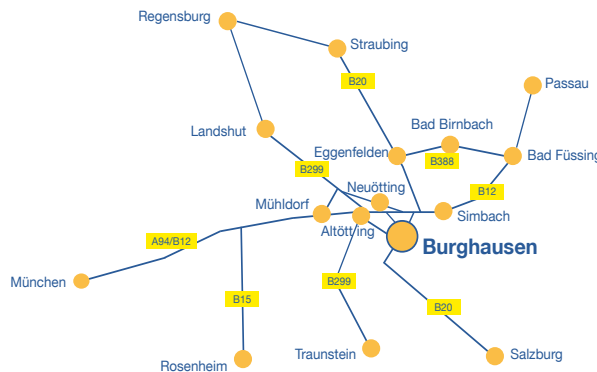 Regensburg
Straubing
B20
Passau
Bad Birnbach
Landshut
Eggenfelden
B388
Bad Füssing
B299
Neuötting
B12
Mühldorf
Simbach
Altötting
A94/B12
Burghausen
München
B299
B15
B20
Traunstein
Salzburg
Rosenheim